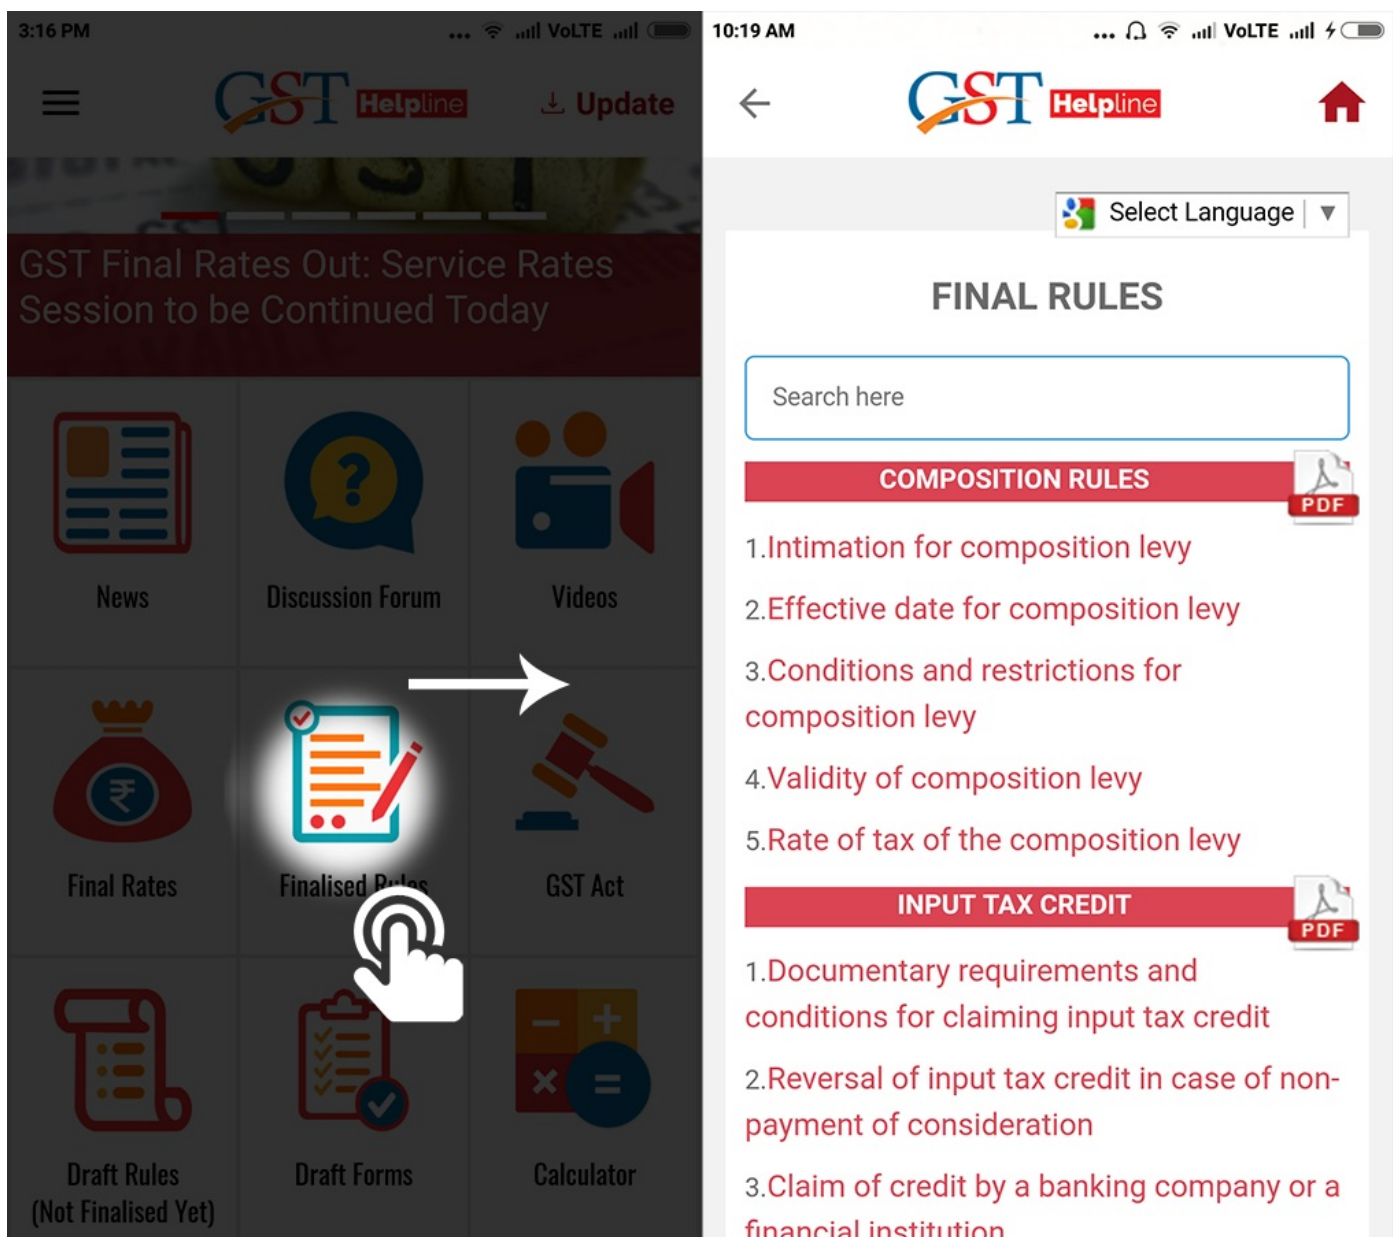 3:16 PM
... VoLTE
GST Helpline
Update
GST Final Rates Out: Service Rates
Session to be Continued Today
News
Discussion Forum
Videos
Final Rates
Finalised Rules
GST Act
Draft Rules
(Not Finalised Yet)
Draft Forms
Calculator
10:19 AM
... VoLTE
GST Helpline
Select Language
FINAL RULES
Search here
COMPOSITION RULES
PDF
1.Intimation for composition levy
2.Effective date for composition levy
3.Conditions and restrictions for
composition levy
4.Validity of composition levy
5.Rate of tax of the composition levy
INPUT TAX CREDIT
PDF
1.Documentary requirements and
conditions for claiming input tax credit
2.Reversal of input tax credit in case of non-
payment of consideration
3.Claim of credit by a banking company or a
financial institution